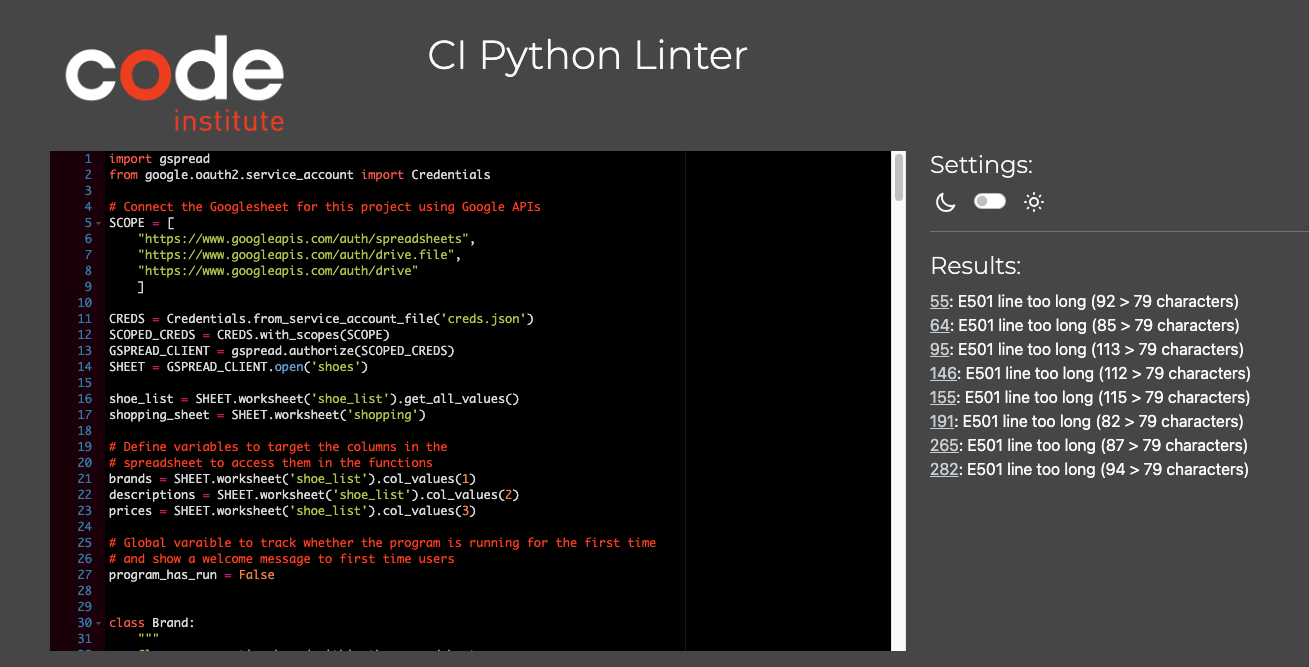 code
institute
CI Python Linter
1 import gspread
2 from google.oauth2.service_account import Credentials
3
4 # Connect the Googlesheet for this project using Google APIs
5 SCOPE = [
6     "https://www.googleapis.com/auth/spreadsheets",
7     "https://www.googleapis.com/auth/drive.file",
8     "https://www.googleapis.com/auth/drive"
9     ]
10
11 CREDS = Credentials.from_service_account_file('creds.json')
12 SCOPED_CREDS = CREDS.with_scopes(SCOPE)
13 GSPREAD_CLIENT = gspread.authorize(SCOPED_CREDS)
14 SHEET = GSPREAD_CLIENT.open('shoes')
15
16 shoe_list = SHEET.worksheet('shoe_list').get_all_values()
17 shopping_sheet = SHEET.worksheet('shopping')
18
19 # Define variables to target the columns in the
20 # spreadsheet to access them in the functions
21 brands = SHEET.worksheet('shoe_list').col_values(1)
22 descriptions = SHEET.worksheet('shoe_list').col_values(2)
23 prices = SHEET.worksheet('shoe_list').col_values(3)
24
25 # Global varaible to track whether the program is running for the first time
26 # and show a welcome message to first time users
27 program_has_run = False
28
29
30 class Brand:
31     """
Settings:
Results:
55: E501 line too long (92 > 79 characters)
64: E501 line too long (85 > 79 characters)
95: E501 line too long (113 > 79 characters)
146: E501 line too long (112 > 79 characters)
155: E501 line too long (115 > 79 characters)
191: E501 line too long (82 > 79 characters)
265: E501 line too long (87 > 79 characters)
282: E501 line too long (94 > 79 characters)